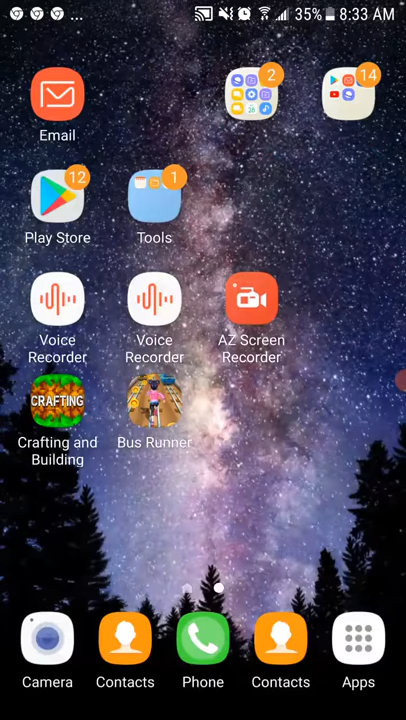 ... 35% 8:33 AM
2
14
Email
12
1
Play Store
Tools
Voice
Recorder
Voice
Recorder
AZ Screen
Recorder
CRAFTING
Crafting and
Building
Bus Runner
Camera
Contacts
Phone
Contacts
Apps